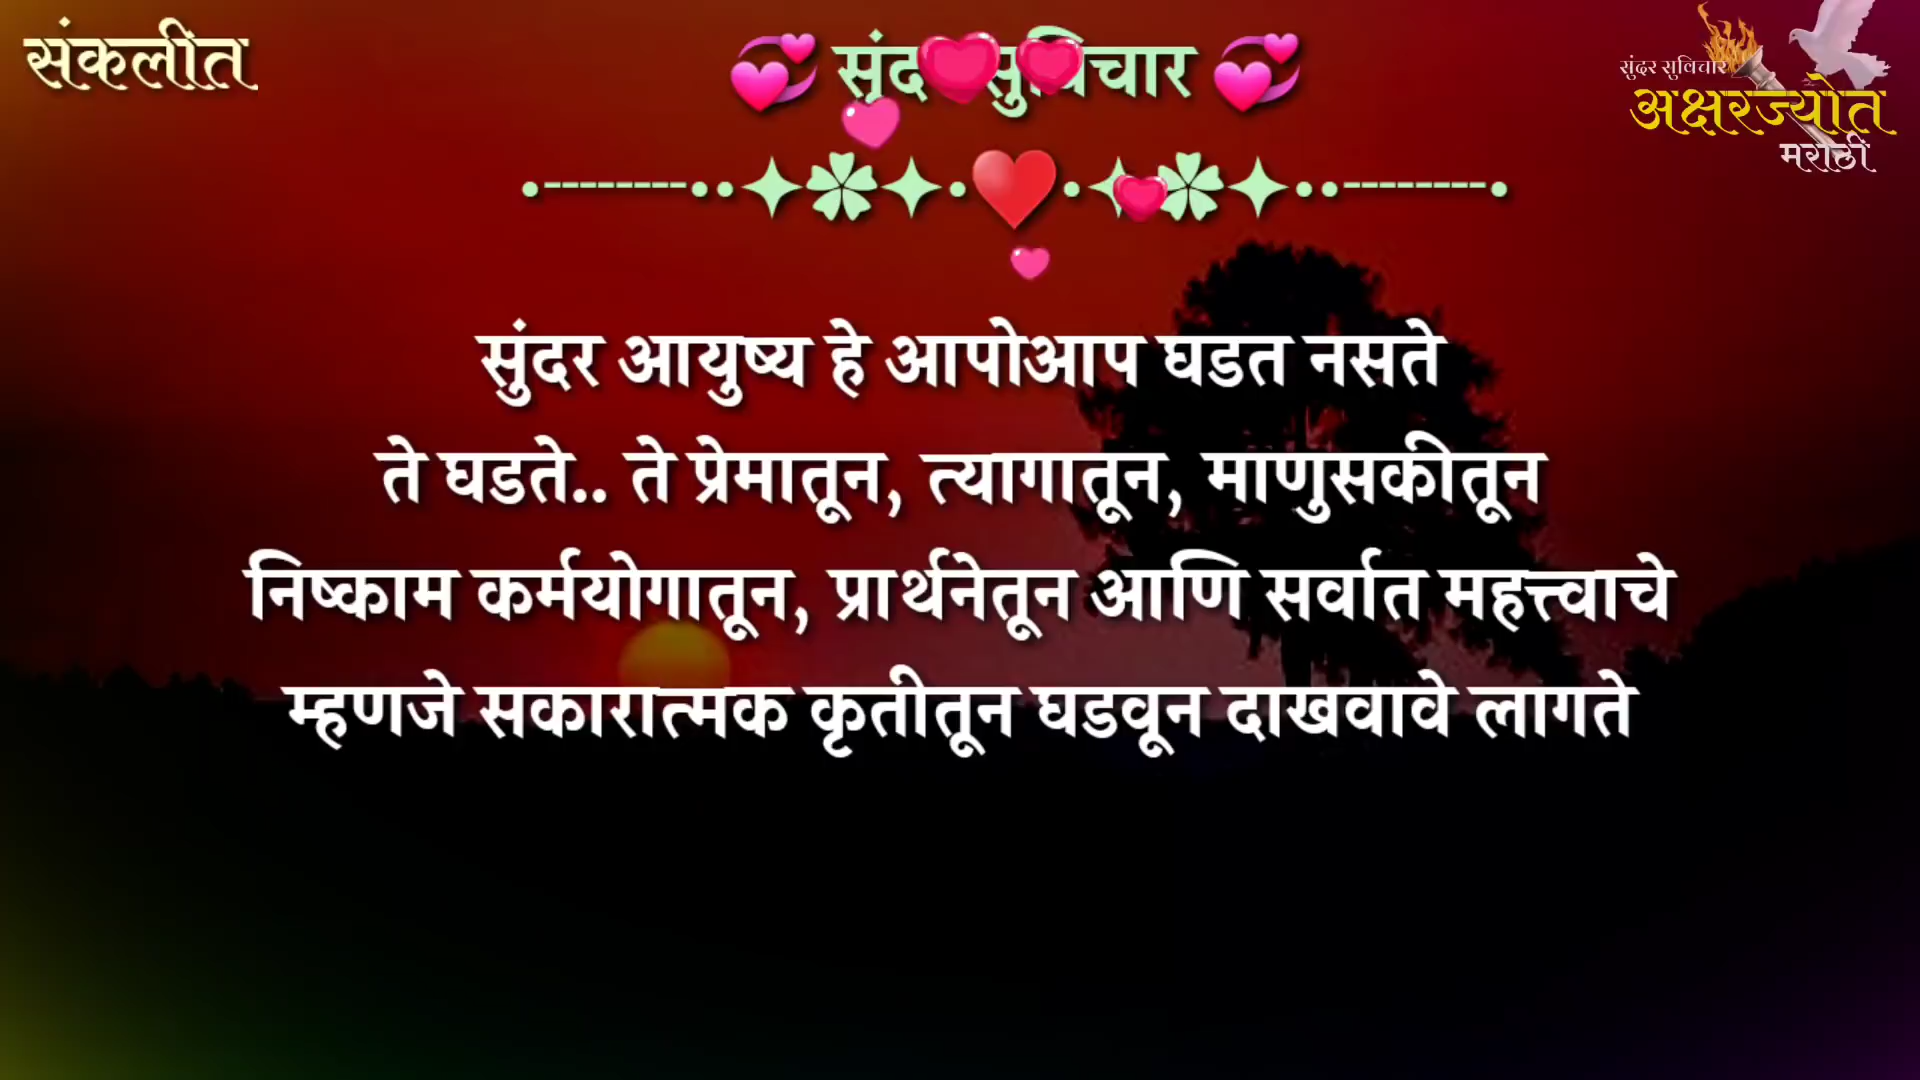 संकलीत
💞 सुंदर सुविचार 💞
सुंदर सुविचार
अक्षरज्योत
मराठी
सुंदर आयुष्य हे आपोआप घडत नसते
ते घडते.. ते प्रेमातून, त्यागातून, माणुसकीतून
निष्काम कर्मयोगातून, प्रार्थनेतून आणि सर्वात महत्त्वाचे
म्हणजे सकारात्मक कृतीतून घडवून दाखवावे लागते